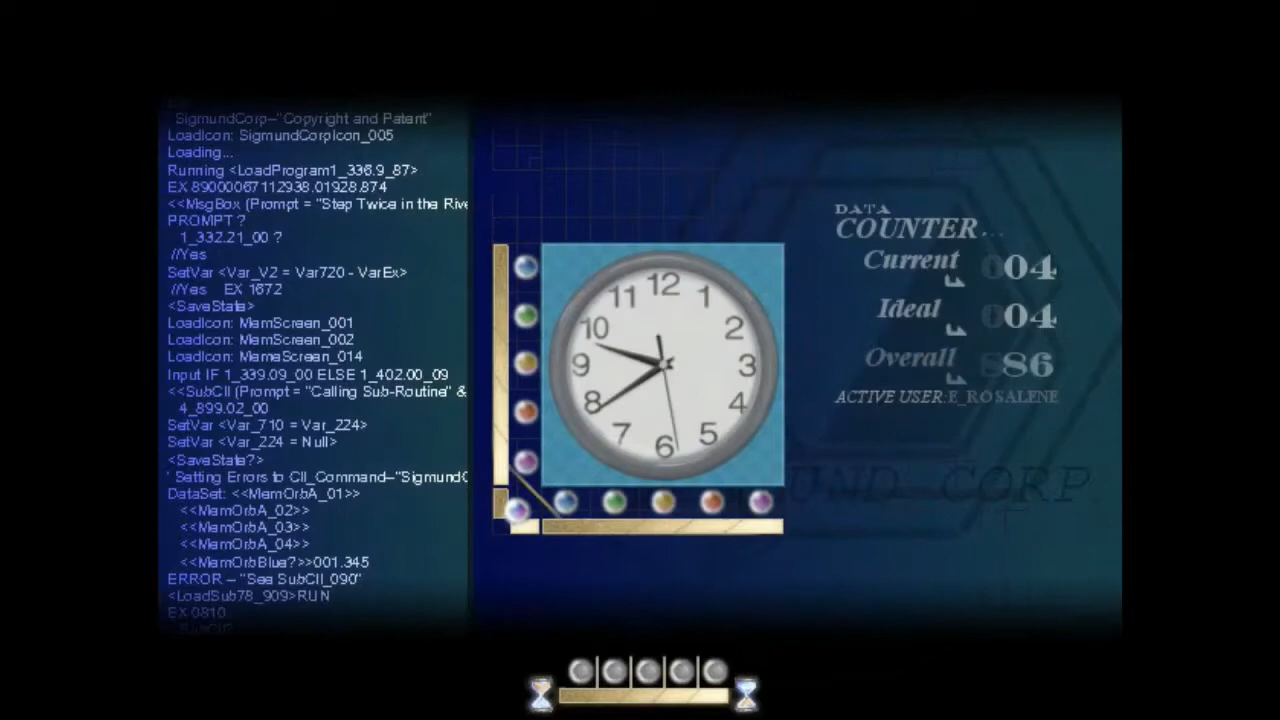 SigmundCorp–"Copyright and Patent"
LoadIcon: SigmundCorpIcon_005
Loading...
Running <LoadProgram1_336.9_87>
EX 89000067112938.01928.874
<<MsgBox (Prompt = "Step Twice in the Rive
PROMPT ?
1_332.21_00 ?
//Yes
SetVar <Var_V2 = Var720 - VarEx>
//Yes EX 1672
<SaveState>
LoadIcon: MemScreen_001
LoadIcon: MemScreen_002
LoadIcon: MemeScreen_014
Input IF 1_339.09_00 ELSE 1_402.00_09
<<SubCll (Prompt = "Calling Sub-Routine" &
4_899.02_00
SetVar <Var_710 = Var_224>
SetVar <Var_224 = Null>
<SaveState?>
' Setting Errors to Cll_Command–"SigmundC
DataSet: <<MemOrbA_01>>
<<MemOrbA_02>>
<<MemOrbA_03>>
<<MemOrbA_04>>
<<MemOrbBlue?>>001.345
ERROR – "See SubCll_090"
<LoadSub78_909>RUN
EX 0810
12
11 1
10 2
9 3
8 4
7 5
6
DATA
COUNTER...
Current 004
Ideal 004
Overall 86
ACTIVE USER:E_ROSALENE
UND CORP